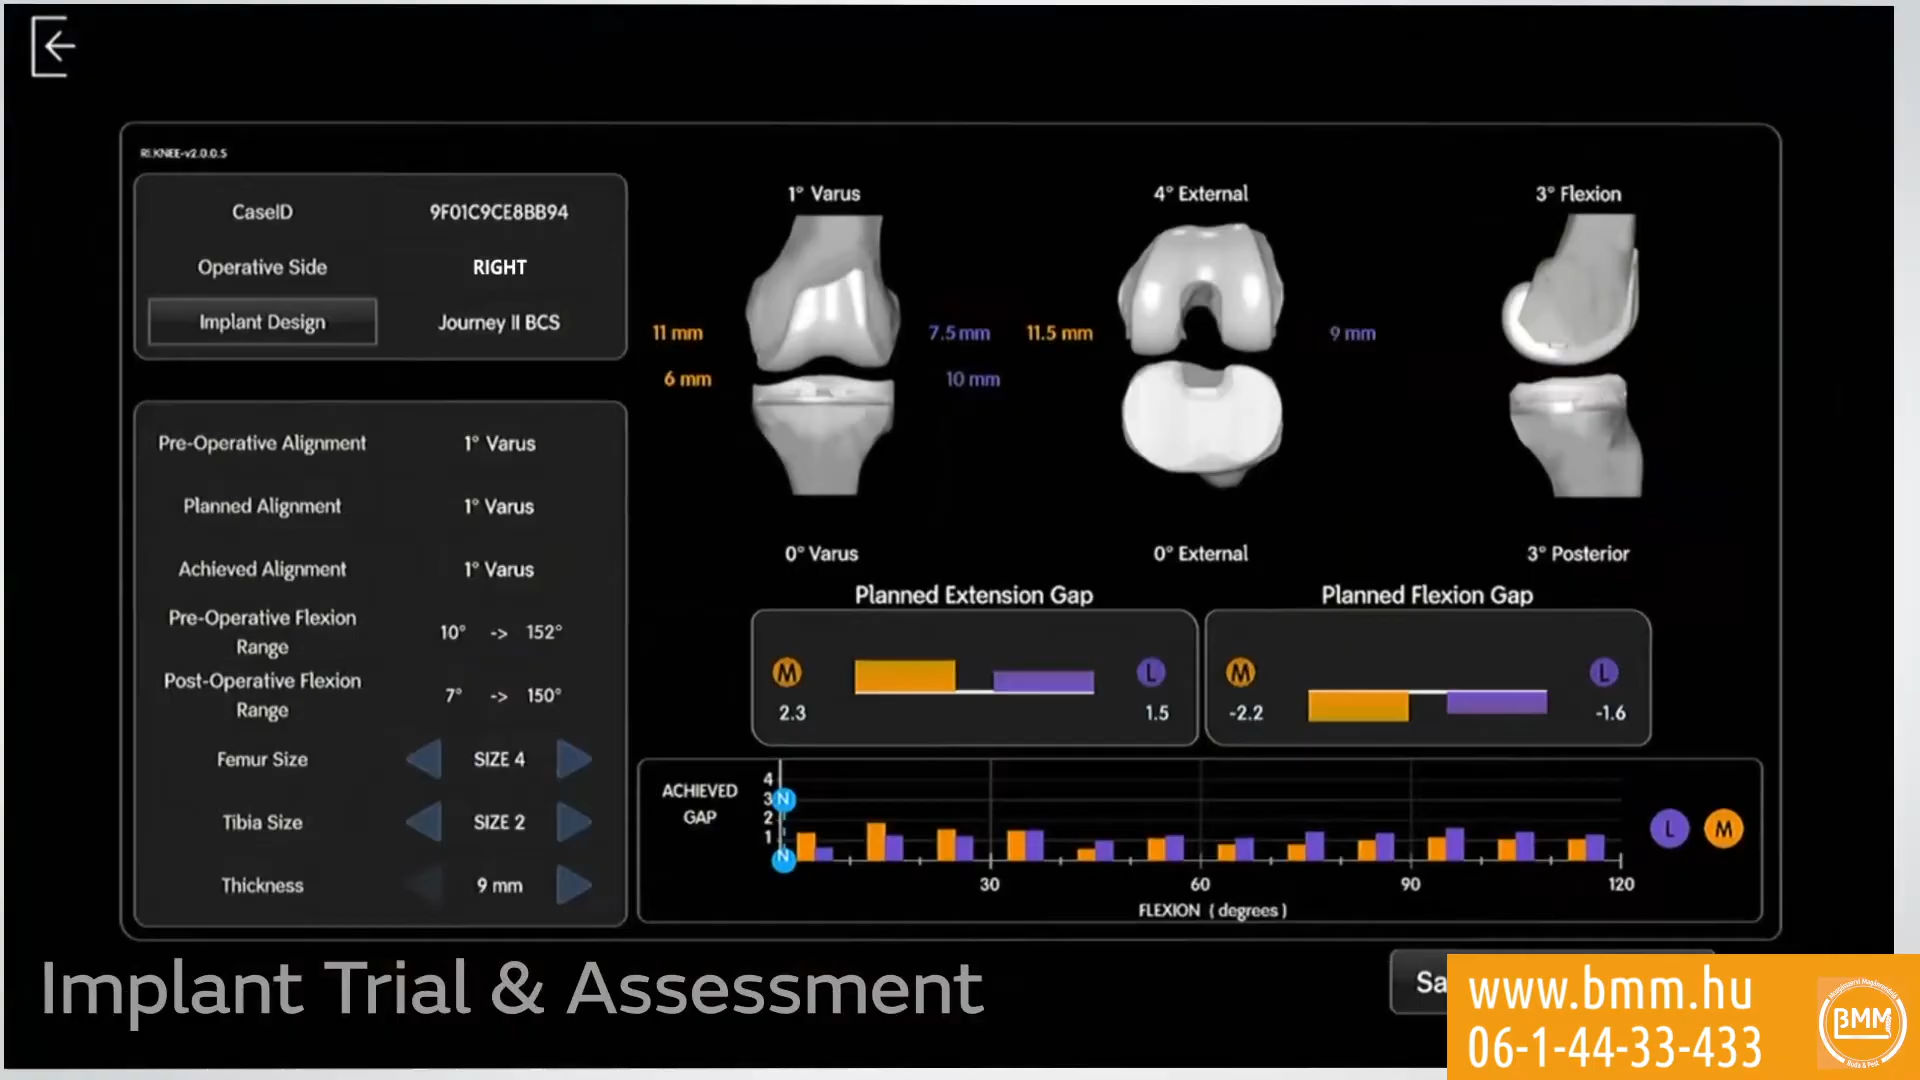 RI.KNEE-v2.0.0.5
CaseID 9F01C9CE8BB94
Operative Side RIGHT
Implant Design Journey II BCS
Pre-Operative Alignment 1° Varus
Planned Alignment 1° Varus
Achieved Alignment 1° Varus
Pre-Operative Flexion
Range
10° -> 152°
Post-Operative Flexion
Range
7° -> 150°
Femur Size SIZE 4
Tibia Size SIZE 2
Thickness 9 mm
1° Varus 4° External 3° Flexion
11 mm 7.5 mm 11.5 mm 9 mm
6 mm 10 mm
0° Varus 0° External 3° Posterior
Planned Extension Gap Planned Flexion Gap
M L M L
2.3 1.5 -2.2 -1.6
ACHIEVED
GAP
4
3 N
2
1
N
L M
30 60 90 120
FLEXION ( degrees )
Implant Trial & Assessment
Sa
www.bmm.hu
06-1-44-33-433
BMM
Buda & Pest